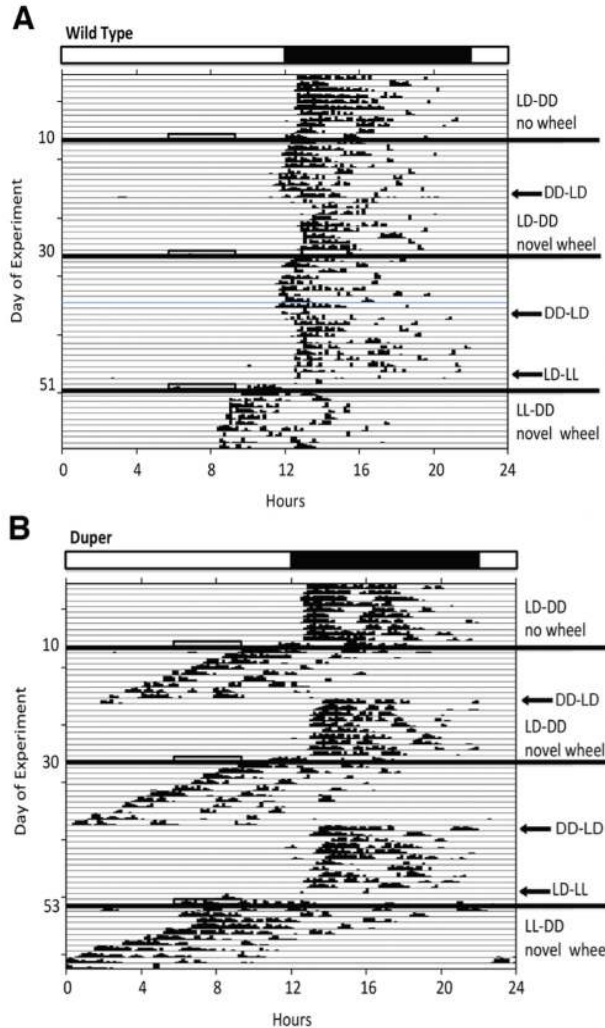 A
Wild Type
LD-DD
no wheel
10
DD-LD
LD-DD
novel wheel
30
DD-LD
LD-LL
51
LL-DD
novel wheel
Day of Experiment
0 4 8 12 16 20 24
Hours
B
Duper
LD-DD
no wheel
10
DD-LD
LD-DD
novel wheel
30
DD-LD
LD-LL
53
LL-DD
novel wheel
Day of Experiment
0 4 8 12 16 20 24
Hours